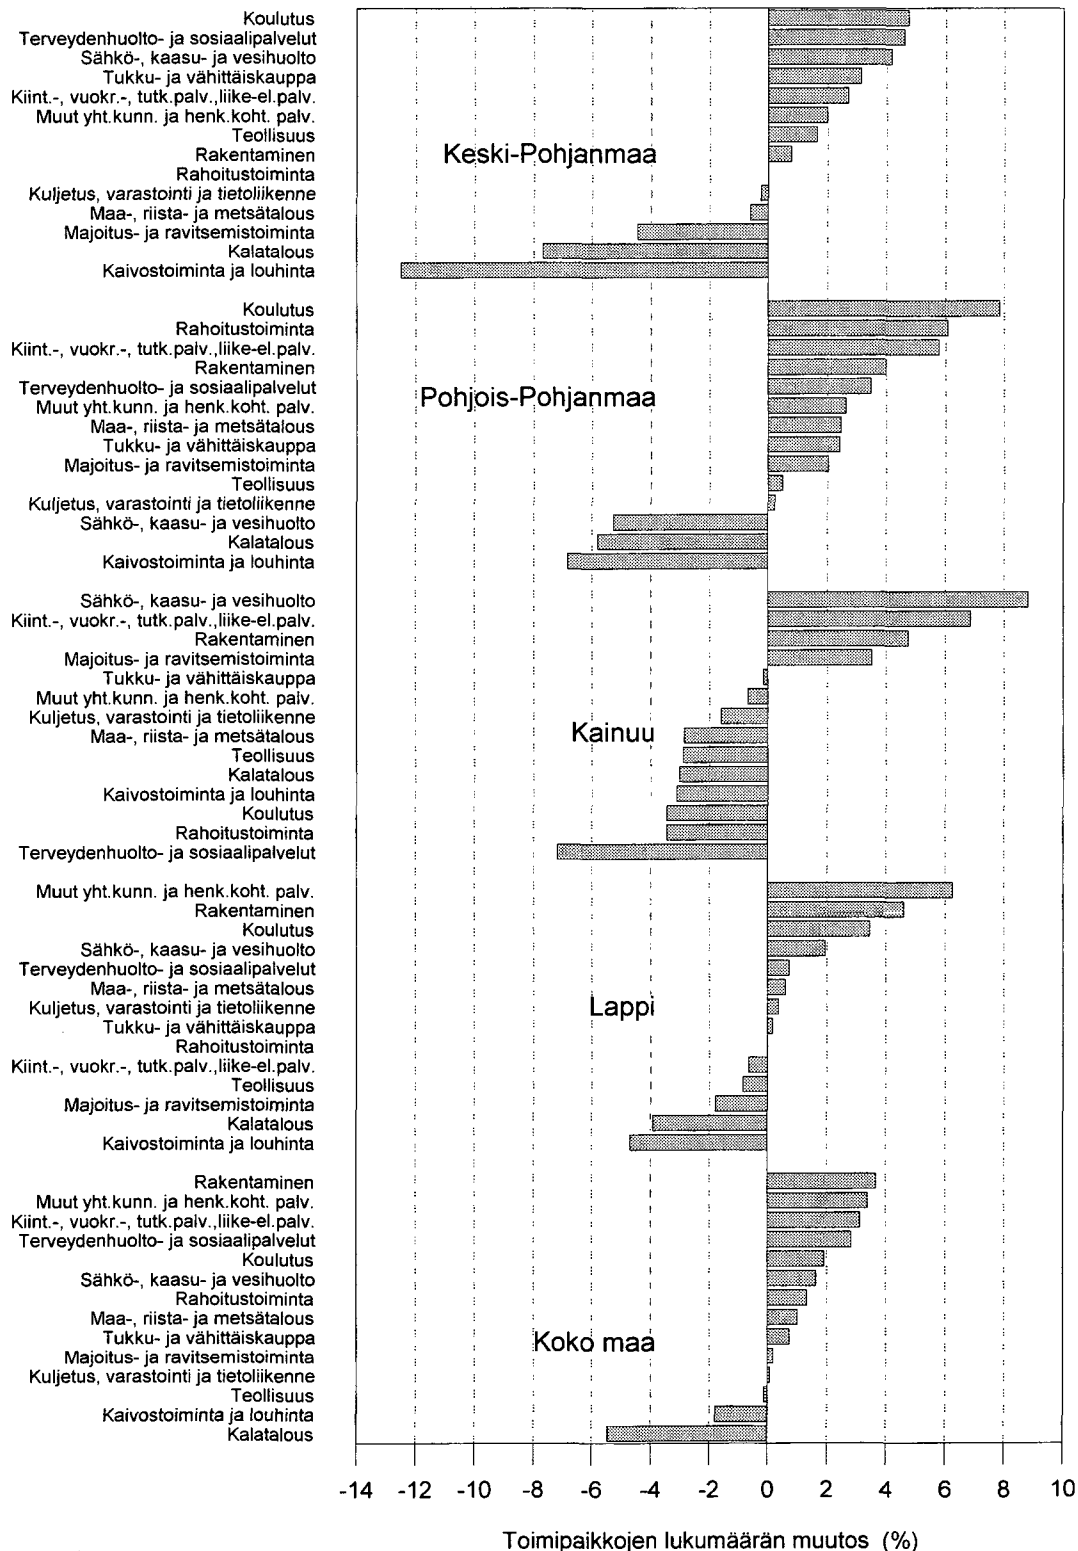 Koulutus
Terveydenhuolto- ja sosiaalipalvelut
Sähkö-, kaasu- ja vesihuolto
Tukku- ja vähittäiskauppa
Kiint.-, vuokr.-, tutk.palv.,liike-el.palv.
Muut yht.kunn. ja henk.koht. palv.
Teollisuus
Rakentaminen
Keski-Pohjanmaa
Rahoitustoiminta
Kuljetus, varastointi ja tietoliikenne
Maa-, riista- ja metsätalous
Majoitus- ja ravitsemistoiminta
Kalatalous
Kaivostoiminta ja louhinta
Koulutus
Rahoitustoiminta
Kiint.-, vuokr.-, tutk.palv.,liike-el.palv.
Rakentaminen
Terveydenhuolto- ja sosiaalipalvelut
Pohjois-Pohjanmaa
Muut yht.kunn. ja henk.koht. palv.
Maa-, riista- ja metsätalous
Tukku- ja vähittäiskauppa
Majoitus- ja ravitsemistoiminta
Teollisuus
Kuljetus, varastointi ja tietoliikenne
Sähkö-, kaasu- ja vesihuolto
Kalatalous
Kaivostoiminta ja louhinta
Sähkö-, kaasu- ja vesihuolto
Kiint.-, vuokr.-, tutk.palv.,liike-el.palv.
Rakentaminen
Majoitus- ja ravitsemistoiminta
Tukku- ja vähittäiskauppa
Muut yht.kunn. ja henk.koht. palv.
Kuljetus, varastointi ja tietoliikenne
Kainuu
Maa-, riista- ja metsätalous
Teollisuus
Kalatalous
Kaivostoiminta ja louhinta
Koulutus
Rahoitustoiminta
Terveydenhuolto- ja sosiaalipalvelut
Muut yht.kunn. ja henk.koht. palv.
Rakentaminen
Koulutus
Sähkö-, kaasu- ja vesihuolto
Terveydenhuolto- ja sosiaalipalvelut
Maa-, riista- ja metsätalous
Kuljetus, varastointi ja tietoliikenne
Lappi
Tukku- ja vähittäiskauppa
Rahoitustoiminta
Kiint.-, vuokr.-, tutk.palv.,liike-el.palv.
Teollisuus
Majoitus- ja ravitsemistoiminta
Kalatalous
Kaivostoiminta ja louhinta
Rakentaminen
Muut yht.kunn. ja henk.koht. palv.
Kiint.-, vuokr.-, tutk.palv.,liike-el.palv.
Terveydenhuolto- ja sosiaalipalvelut
Koulutus
Sähkö-, kaasu- ja vesihuolto
Rahoitustoiminta
Maa-, riista- ja metsätalous
Tukku- ja vähittäiskauppa
Koko maa
Majoitus- ja ravitsemistoiminta
Kuljetus, varastointi ja tietoliikenne
Teollisuus
Kaivostoiminta ja louhinta
Kalatalous
-14 -12 -10 -8 -6 -4 -2 0 2 4 6 8 10
Toimipaikkojen lukumäärän muutos (%)